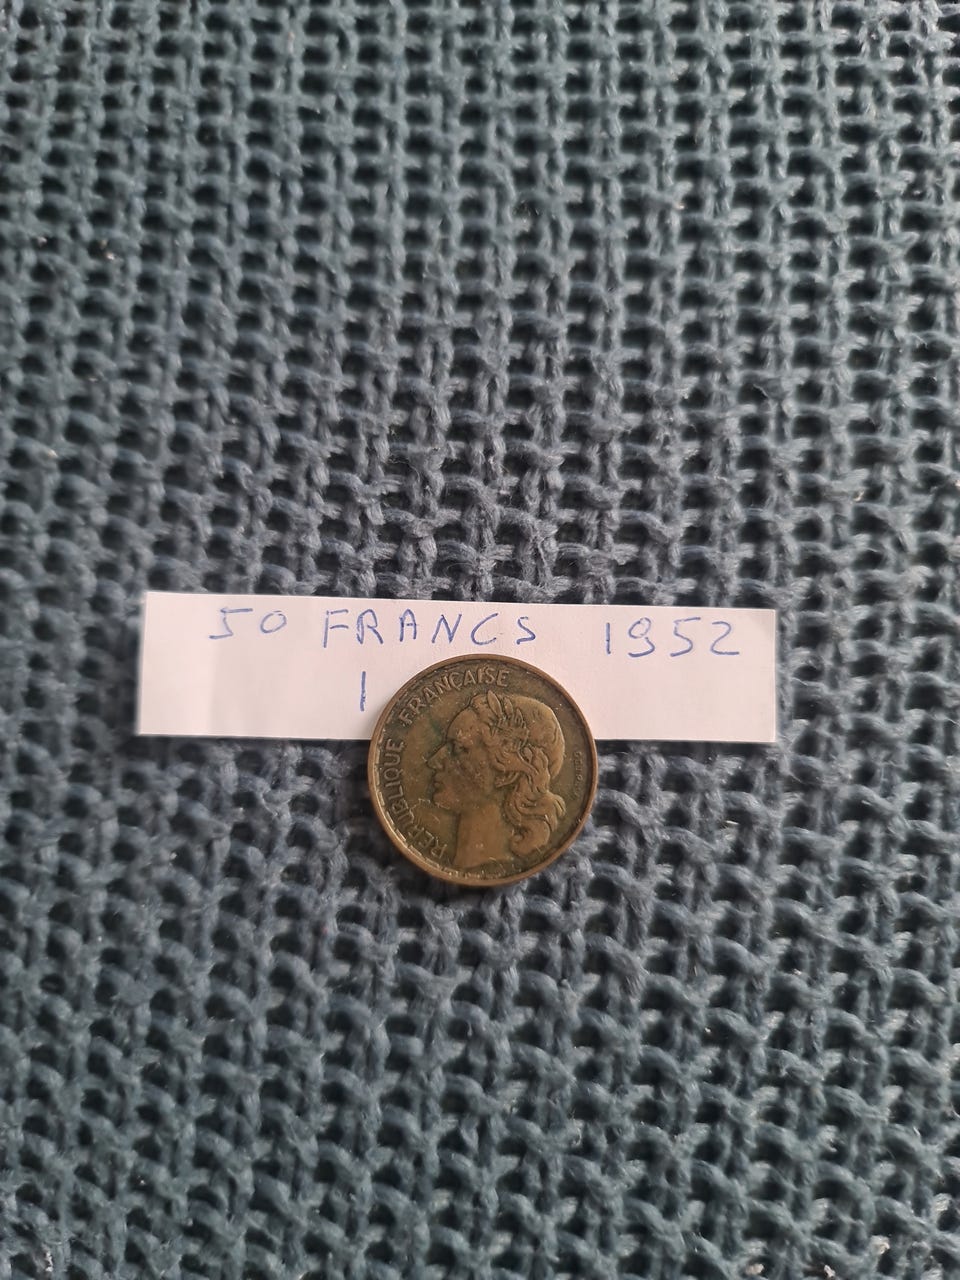 50 FRANCS 1952
1
REPUBLIQUE FRANÇAISE